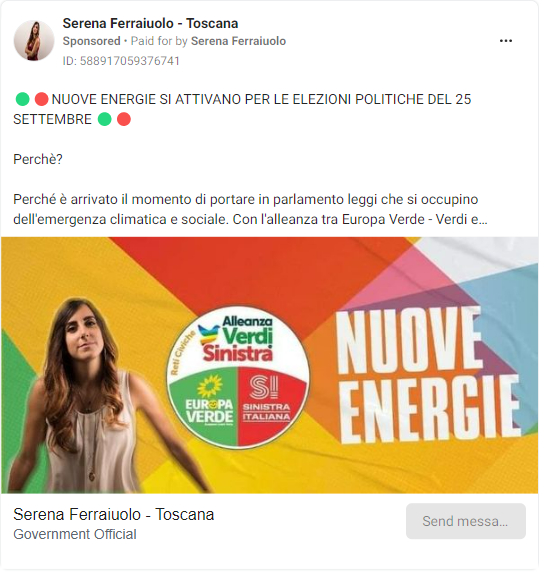 Serena Ferraiuolo - Toscana
Sponsored • Paid for by Serena Ferraiuolo
ID: 588917059376741
🟢🔴NUOVE ENERGIE SI ATTIVANO PER LE ELEZIONI POLITICHE DEL 25
SETTEMBRE 🟢🔴
Perchè?
Perché è arrivato il momento di portare in parlamento leggi che si occupino
dell'emergenza climatica e sociale. Con l'alleanza tra Europa Verde - Verdi e...
Reti Civiche
Alleanza
Verdi
Sinistra
EUROPA
VERDE
S!
SINISTRA
ITALIANA
NUOVE
ENERGIE
Serena Ferraiuolo - Toscana
Government Official
Send messa...